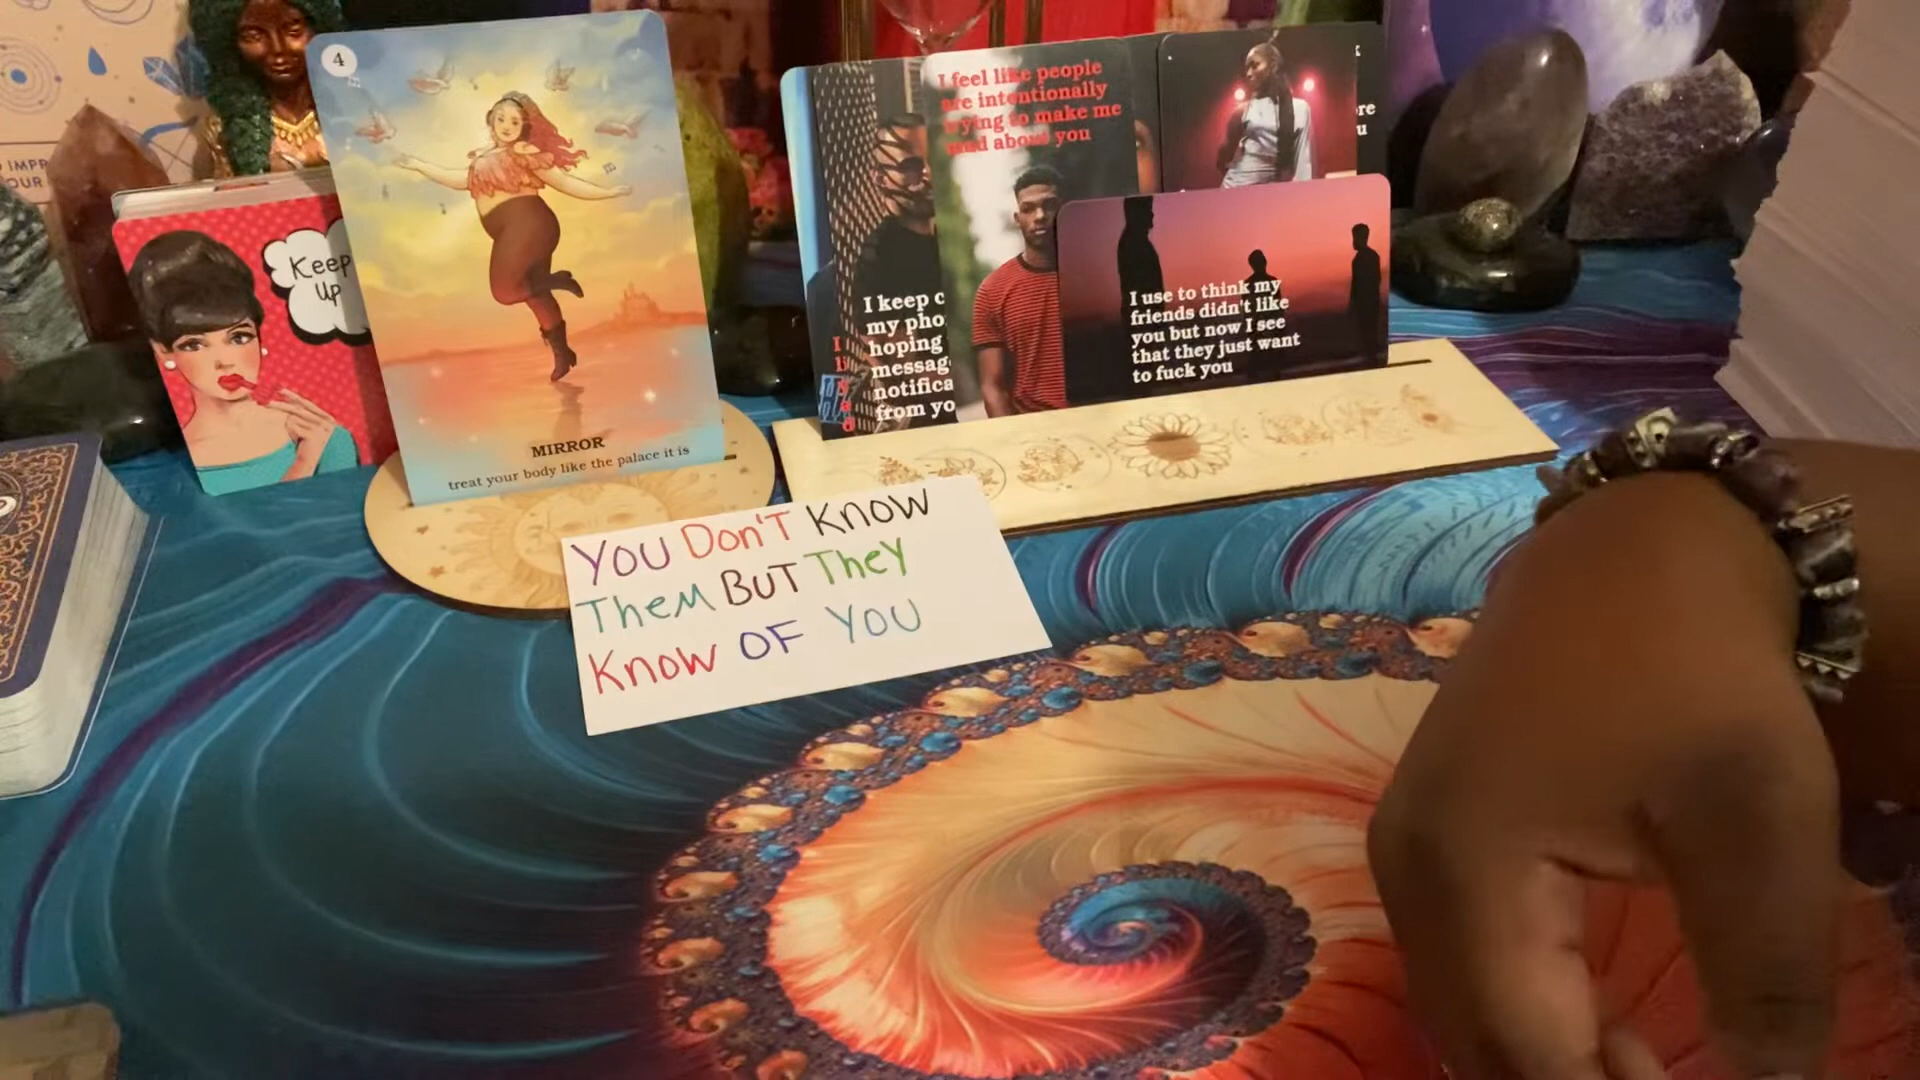 IMPR
OUR
Keep
Up
4
MIRROR
treat your body like the palace it is
I keep c
my pho
hoping
messag
notifica
from yo
I feel like people
are intentionally
trying to make me
mad about you
I use to think my
friends didn't like
you but now I see
that they just want
to fuck you
YOU Don'T KNOW
TheM BUT TheY
KNOW OF YOU